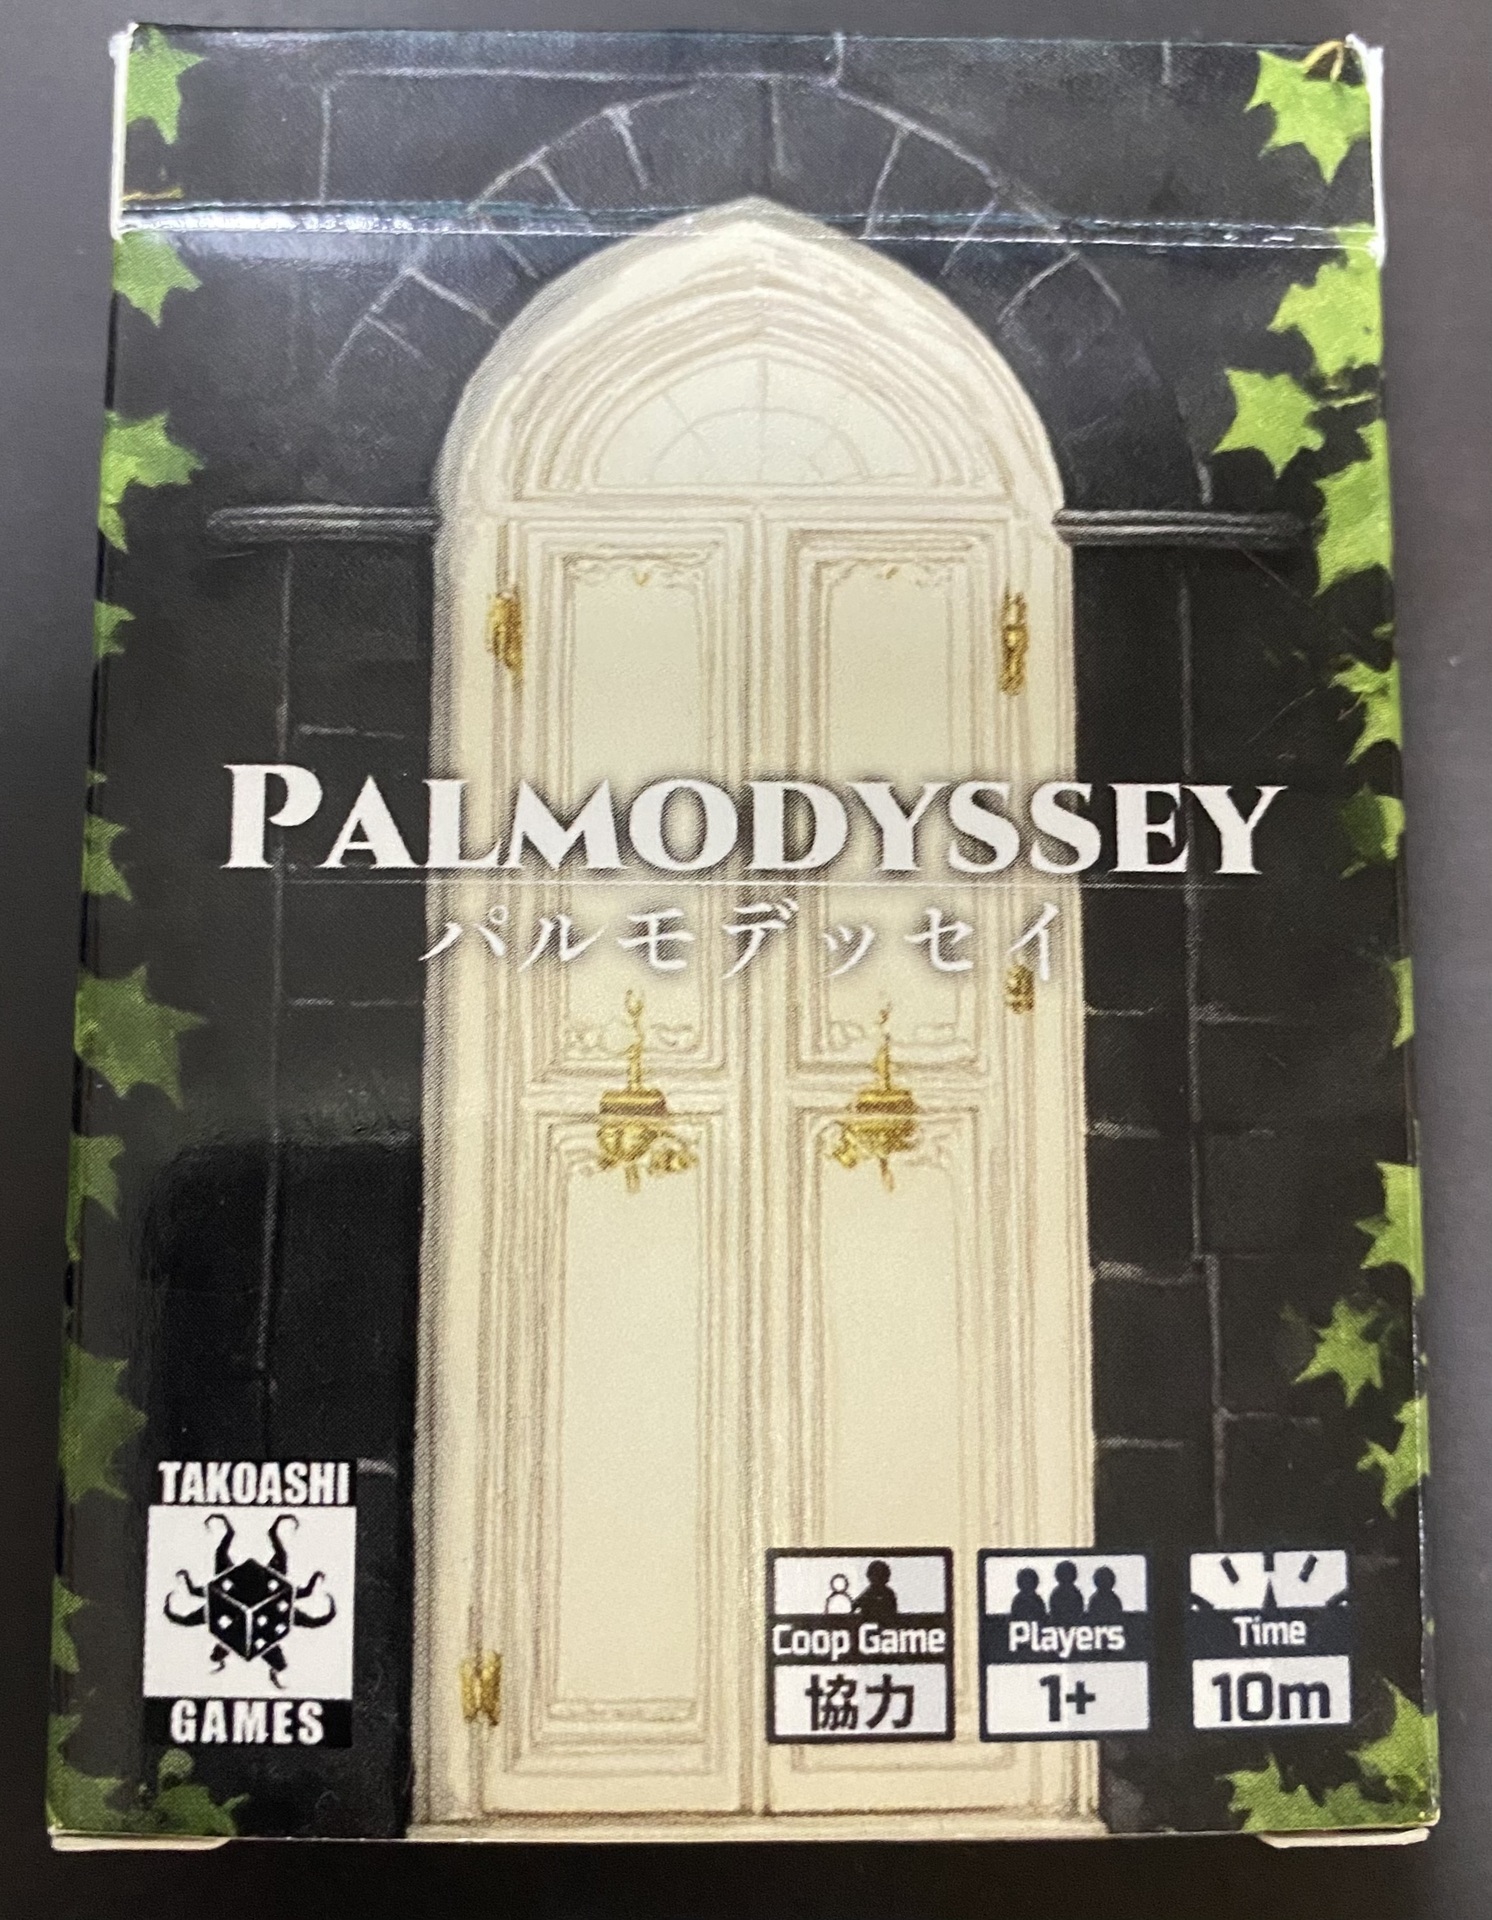 PALMODYSSEY
パルモデッセイ
TAKOASHI
GAMES
Coop Game
協力
Players
1+
Time
10m